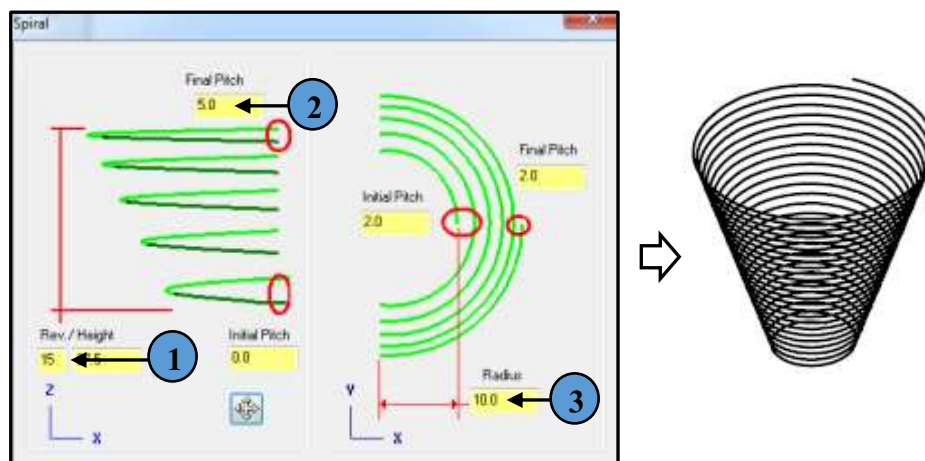 Spiral
Final Pitch
5.0
2
Final Pitch
2.0
Initial Pitch
2.0
Rev. / Height
15
1
Initial Pitch
0.0
Radius
10.0
3
Z
X
Y
X